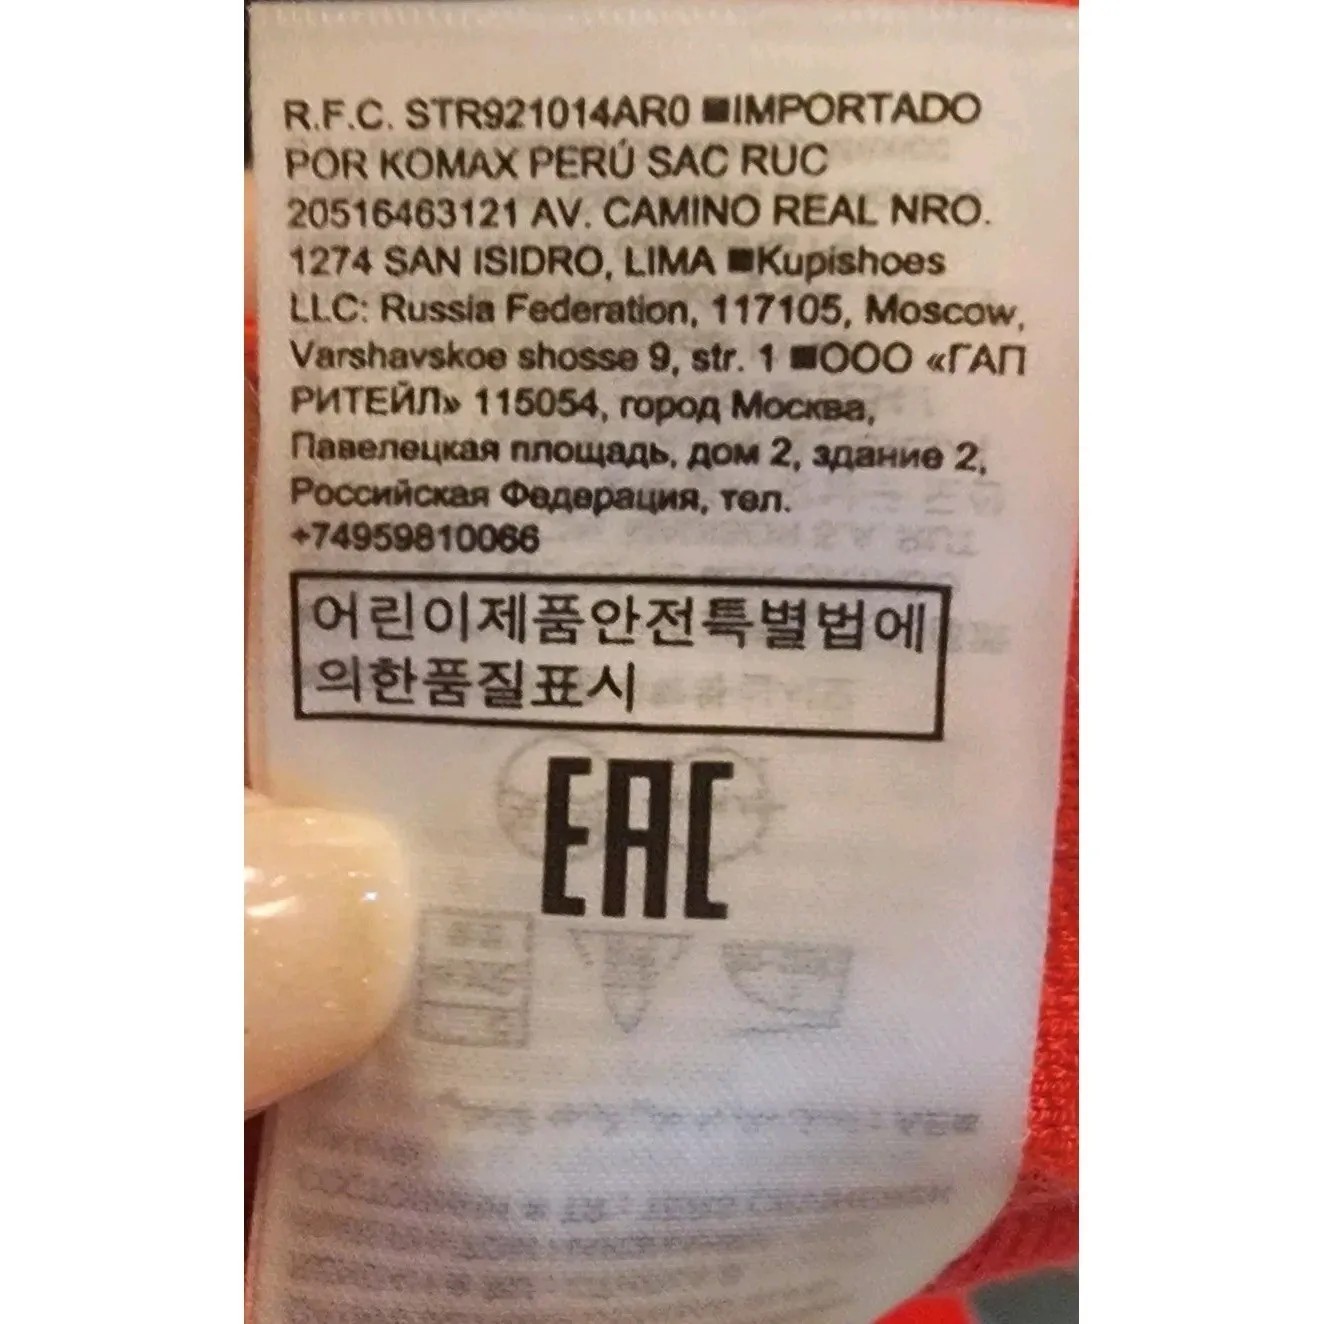 R.F.C. STR921014AR0 ■IMPORTADO
POR KOMAX PERÚ SAC RUC
20516463121 AV. CAMINO REAL NRO.
1274 SAN ISIDRO, LIMA ■Kupishoes
LLC: Russia Federation, 117105, Moscow,
Varshavskoe shosse 9, str. 1 ■ООО «ГАП
РИТЕЙЛ» 115054, город Москва,
Павелецкая площадь, дом 2, здание 2,
Российская Федерация, тел.
+74959810066
어린이제품안전특별법에
의한품질표시
EAC